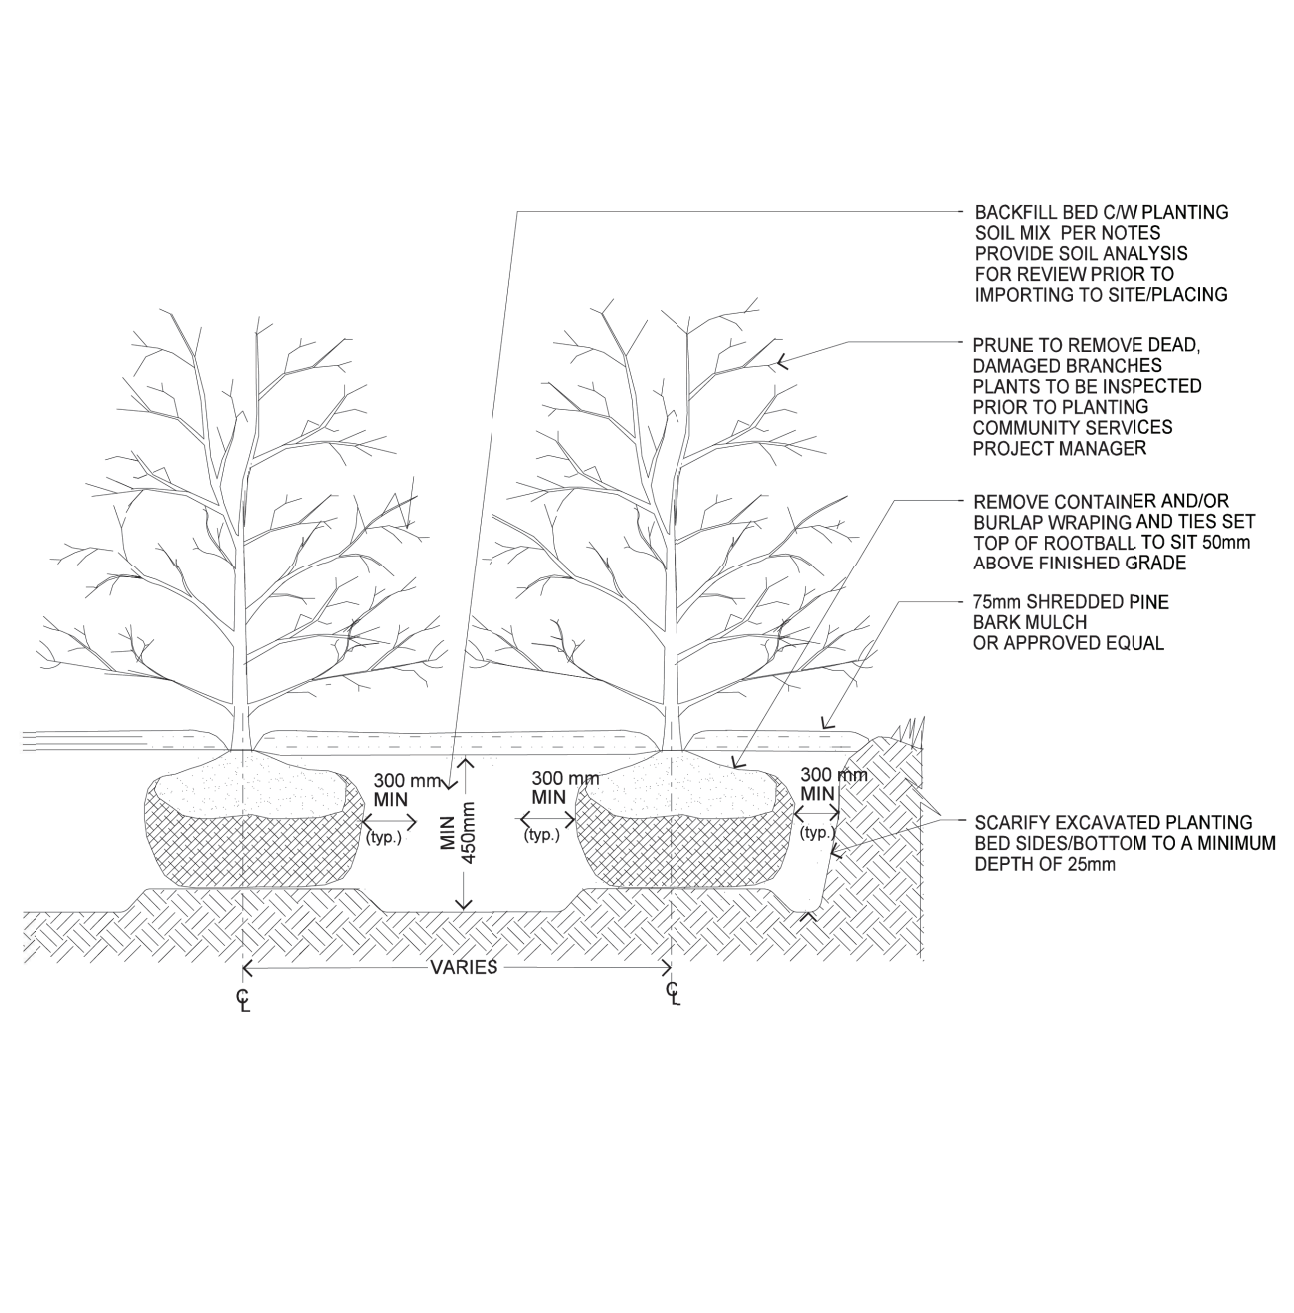 BACKFILL BED C/W PLANTING
SOIL MIX PER NOTES
PROVIDE SOIL ANALYSIS
FOR REVIEW PRIOR TO
IMPORTING TO SITE/PLACING
PRUNE TO REMOVE DEAD,
DAMAGED BRANCHES
PLANTS TO BE INSPECTED
PRIOR TO PLANTING
COMMUNITY SERVICES
PROJECT MANAGER
REMOVE CONTAINER AND/OR
BURLAP WRAPING AND TIES SET
TOP OF ROOTBALL TO SIT 50mm
ABOVE FINISHED GRADE
75mm SHREDDED PINE
BARK MULCH
OR APPROVED EQUAL
300 mm
MIN
(typ.)
MIN
450mm
300 mm
MIN
(typ.)
300 mm
MIN
(typ.)
SCARIFY EXCAVATED PLANTING
BED SIDES/BOTTOM TO A MINIMUM
DEPTH OF 25mm
VARIES
CL
CL